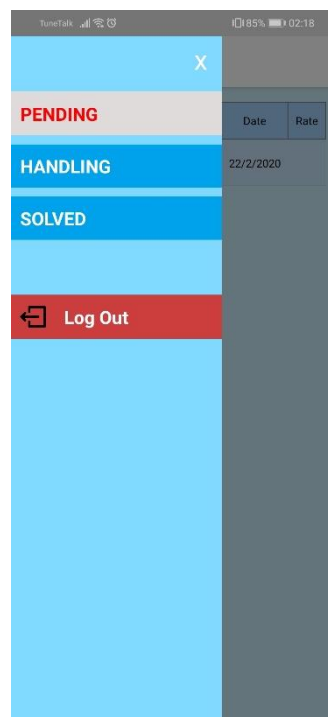 TuneTalk 85% 02:18
X
PENDING
Date Rate
HANDLING
22/2/2020
SOLVED
Log Out